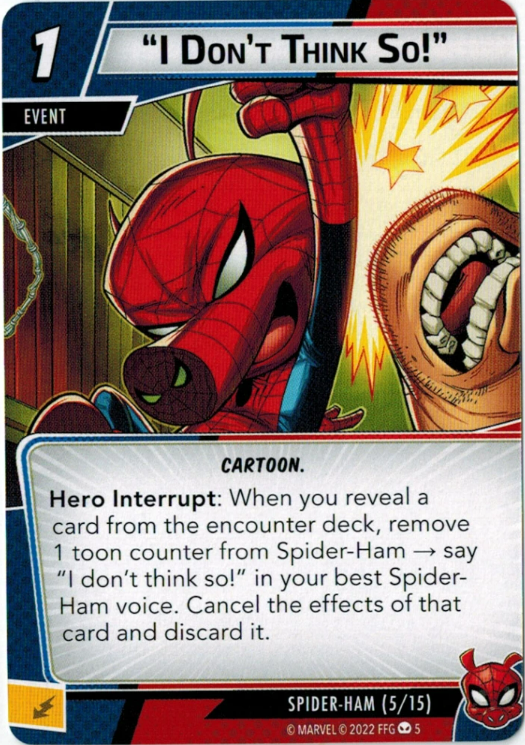 1
"I Don't Think So!"
EVENT
CARTOON.
Hero Interrupt: When you reveal a
card from the encounter deck, remove
1 toon counter from Spider-Ham → say
"I don't think so!" in your best Spider-
Ham voice. Cancel the effects of that
card and discard it.
SPIDER-HAM (5/15)
© MARVEL © 2022 FFG 5